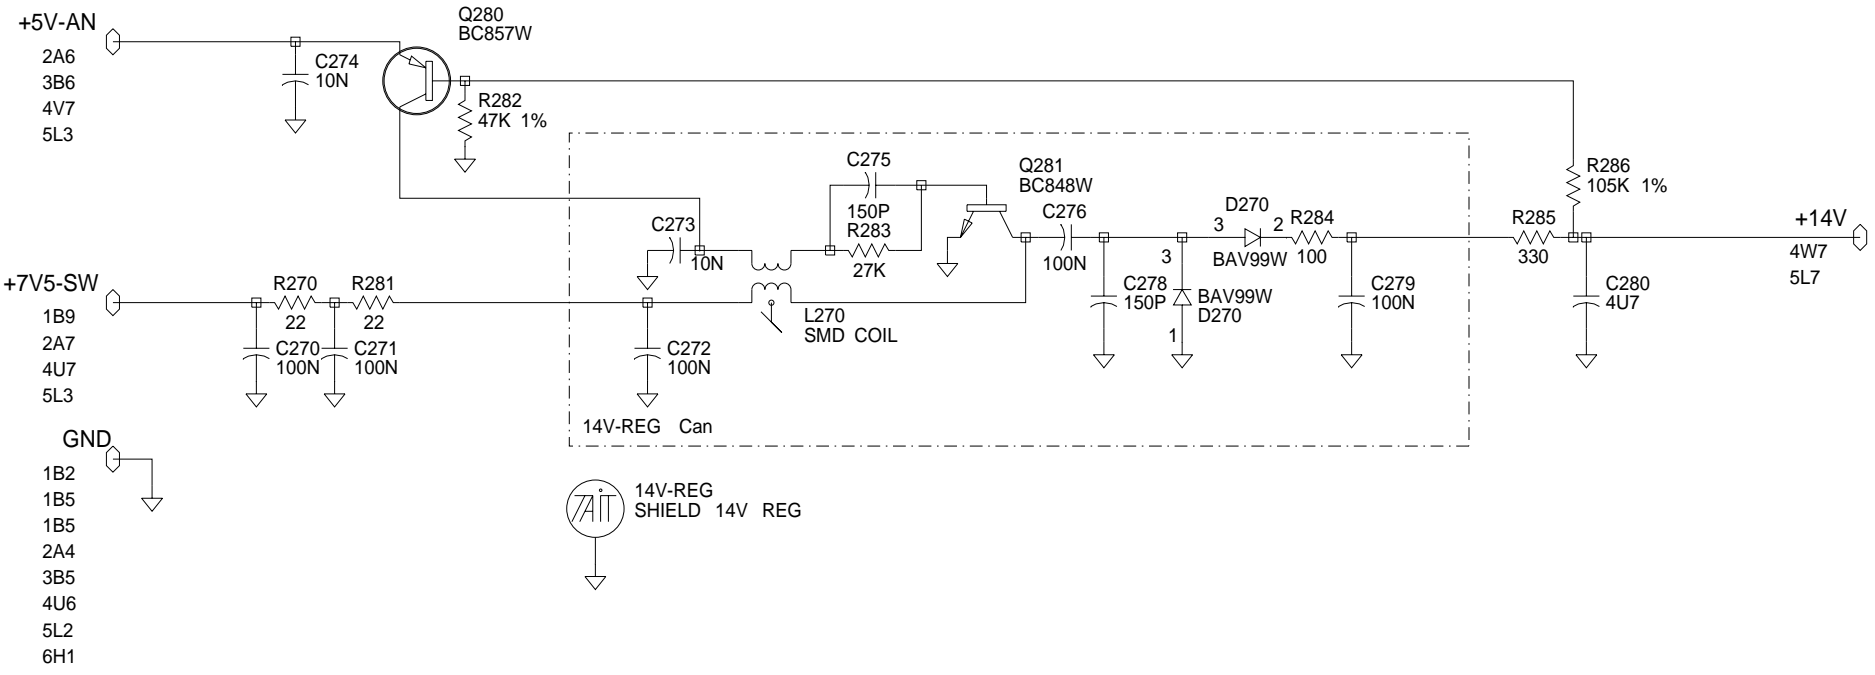 +5V-AN
2A6
3B6
4V7
5L3
C274
10N
Q280
BC857W
R282
47K 1%
R286
105K 1%
+14V
4W7
5L7
C275
150P
R283
27K
Q281
BC848W
C273
10N
C276
100N
3
D270
2
BAV99W
R284
100
R285
330
C278
150P
3
BAV99W
D270
1
C279
100N
C280
4U7
+7V5-SW
1B9
2A7
4U7
5L3
R270
22
R281
22
C270
100N
C271
100N
C272
100N
L270
SMD COIL
14V-REG Can
GND
1B2
1B5
1B5
2A4
3B5
4U6
5L2
6H1
TAIT
14V-REG
SHIELD 14V REG